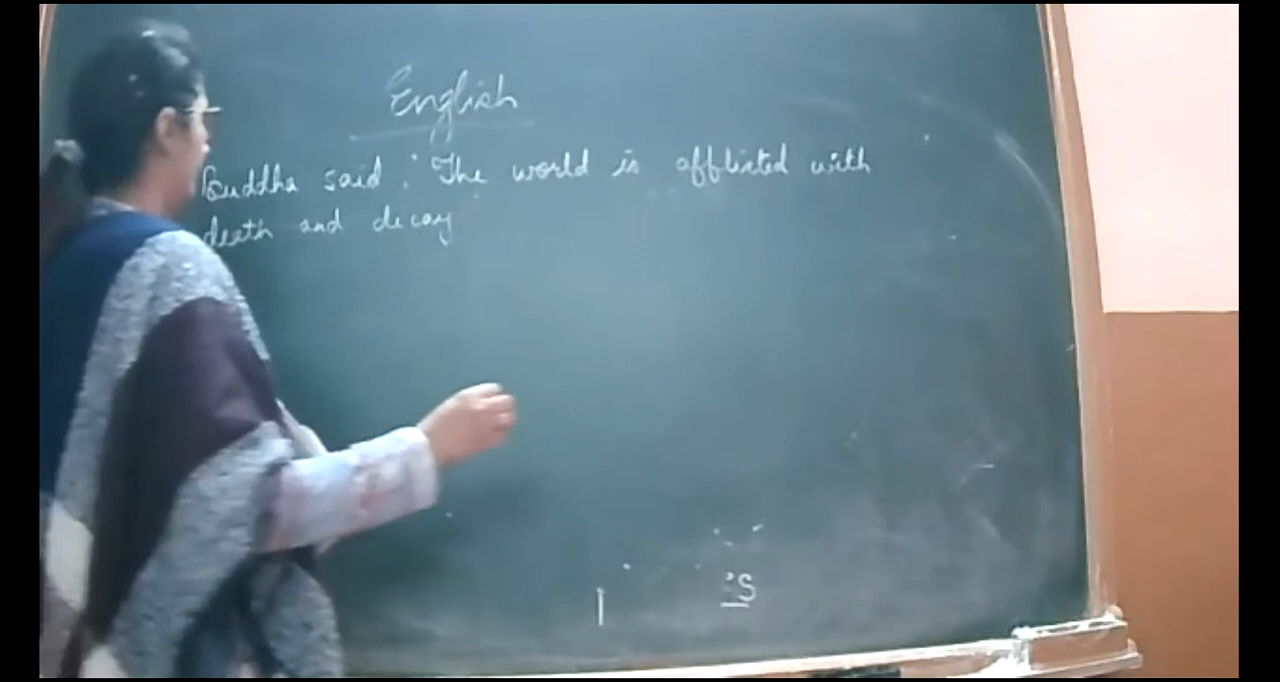 English
Buddha said : "The world is afflicted with
death and decay
's